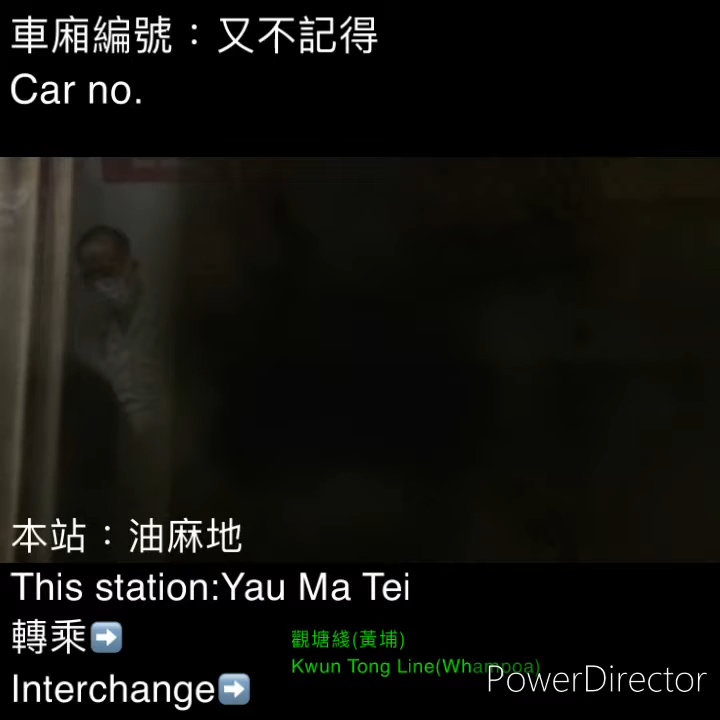 車廂編號：又不記得
Car no.
本站：油麻地
This station:Yau Ma Tei
轉乘➡️
觀塘綫(黃埔)
Kwun Tong Line(Whampoa)
Interchange➡️
PowerDirector